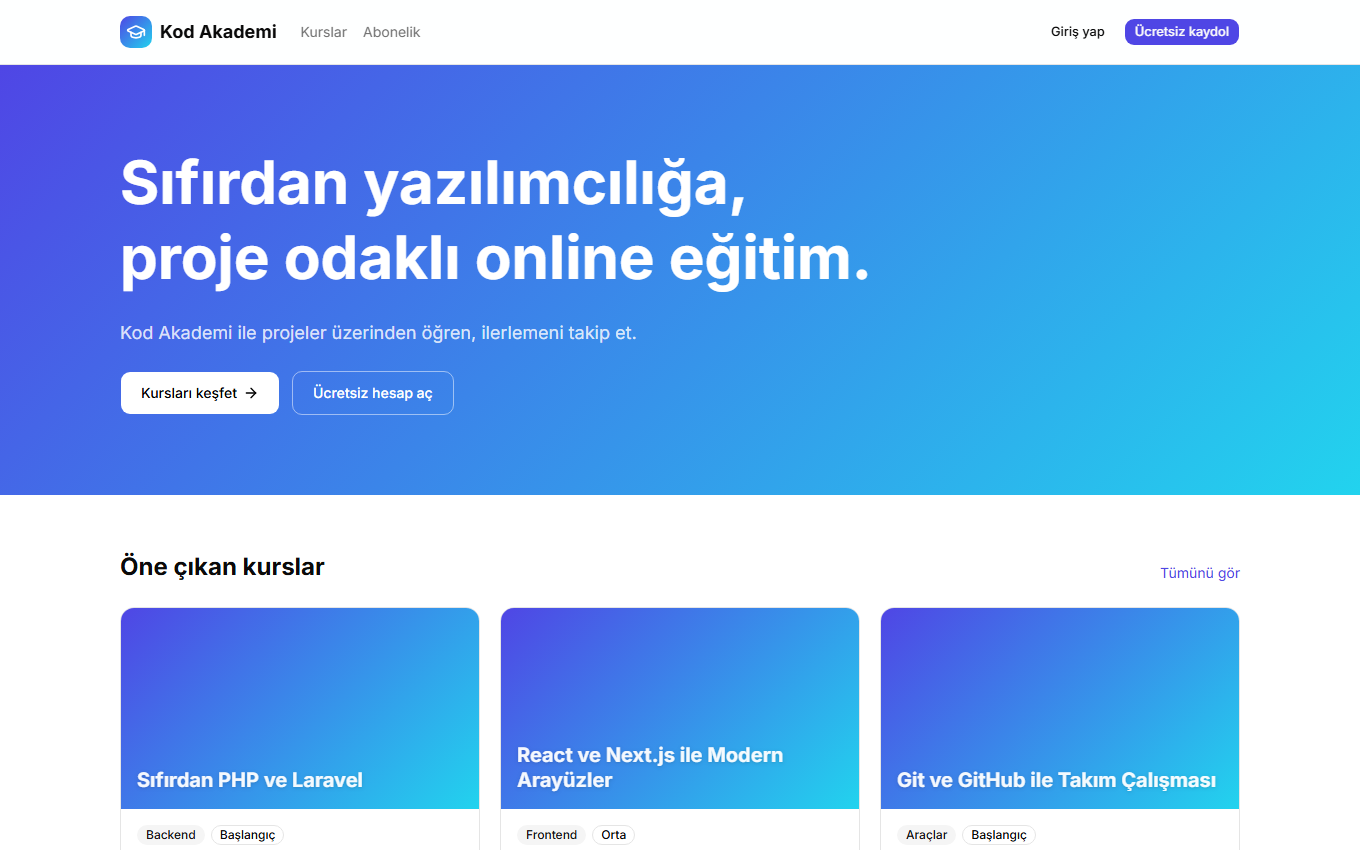 Kod Akademi
Kurslar
Abonelik
Giriş yap
Ücretsiz kaydol
Sıfırdan yazılımcılığa,
proje odaklı online eğitim.
Kod Akademi ile projeler üzerinden öğren, ilerlemeni takip et.
Kursları keşfet →
Ücretsiz hesap aç
Öne çıkan kurslar
Tümünü gör
Sıfırdan PHP ve Laravel
Backend
Başlangıç
React ve Next.js ile Modern
Arayüzler
Frontend
Orta
Git ve GitHub ile Takım Çalışması
Araçlar
Başlangıç